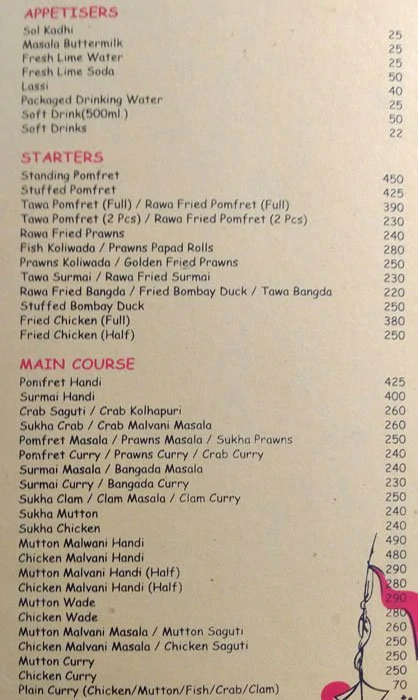 APPETISERS
Sol Kadhi 25
Masala Buttermilk 25
Fresh Lime Water 25
Fresh Lime Soda 50
Lassi 40
Packaged Drinking Water 25
Soft Drink(500ml.) 50
Soft Drinks 22
STARTERS
Standing Pomfret 450
Stuffed Pomfret 425
Tawa Pomfret (Full) / Rawa Fried Pomfret (Full) 390
Tawa Pomfret (2 Pcs) / Rawa Fried Pomfret (2 Pcs) 230
Rawa Fried Prawns 240
Fish Koliwada / Prawns Papad Rolls 280
Prawns Koliwada / Golden Fried Prawns 250
Tawa Surmai / Rawa Fried Surmai 230
Rawa Fried Bangda / Fried Bombay Duck / Tawa Bangda 220
Stuffed Bombay Duck 250
Fried Chicken (Full) 380
Fried Chicken (Half) 250
MAIN COURSE
Pomfret Handi 425
Surmai Handi 400
Crab Saguti / Crab Kolhapuri 260
Sukha Crab / Crab Malvani Masala 260
Pomfret Masala / Prawns Masala / Sukha Prawns 250
Pomfret Curry / Prawns Curry / Crab Curry 240
Surmai Masala / Bangada Masala 240
Surmai Curry / Bangada Curry 230
Sukha Clam / Clam Masala / Clam Curry 250
Sukha Mutton 240
Sukha Chicken 240
Mutton Malwani Handi 490
Chicken Malvani Handi 480
Mutton Malvani Handi (Half) 290
Chicken Malvani Handi (Half) 280
Mutton Wade 290
Chicken Wade 280
Mutton Malvani Masala / Mutton Saguti 260
Chicken Malvani Masala / Chicken Saguti 250
Mutton Curry 250
Chicken Curry 250
Plain Curry (Chicken/Mutton/Fish/Crab/Clam) 70